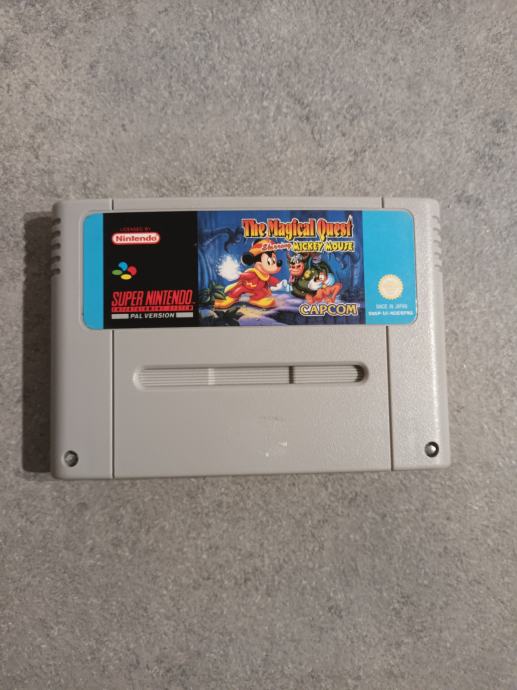 LICENSED BY
Nintendo
SUPER NINTENDO
ENTERTAINMENT SYSTEM
PAL VERSION
The Magical Quest
Starring MICKEY MOUSE
CAPCOM
MADE IN JAPAN